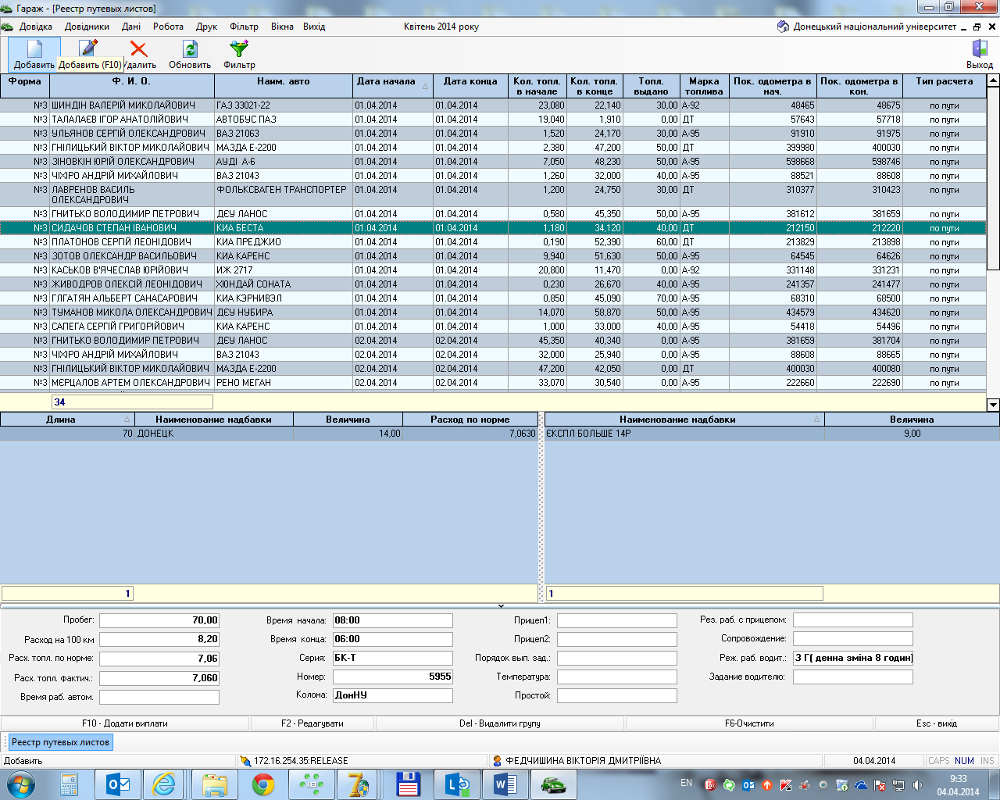 Гараж - [Реестр путевых листов]
Довідка Довідники Дані Робота Друк Фільтр Вікна Вихід Квітень 2014 року Донецький національний університет
Добавить Добавить (F10) Удалить Обновить Фильтр Выход
Форма Ф. И. О. Наим. авто Дата начала Дата конца Кол. топл. в начале Кол. топл. в конце Топл. выдано Марка топлива Пок. одометра в нач. Пок. одометра в кон. Тип расчета
№3 ШИНДІН ВАЛЕРІЙ МИКОЛАЙОВИЧ ГАЗ 33021-22 01.04.2014 01.04.2014 23,080 22,140 30,00 А-92 48465 48675 по пути
№3 ТАЛАЛАЄВ ІГОР АНАТОЛІЙОВИЧ АВТОБУС ПАЗ 01.04.2014 01.04.2014 19,040 1,910 0,00 ДТ 57643 57718 по пути
№3 УЛЬЯНОВ СЕРГІЙ ОЛЕКСАНДРОВИЧ ВАЗ 21063 01.04.2014 01.04.2014 1,520 24,170 30,00 А-95 91910 91975 по пути
№3 ГНІЛИЦЬКИЙ ВІКТОР МИКОЛАЙОВИЧ МАЗДА Е-2200 01.04.2014 01.04.2014 2,380 47,200 50,00 ДТ 399980 400030 по пути
№3 ЗІНОВКІН ЮРІЙ ОЛЕКСАНДРОВИЧ АУДІ А-6 01.04.2014 01.04.2014 7,050 48,230 50,00 А-95 598668 598746 по пути
№3 ЧІХІРО АНДРІЙ МИХАЙЛОВИЧ ВАЗ 21043 01.04.2014 01.04.2014 1,260 32,000 40,00 А-95 88521 88608 по пути
№3 ЛАВРЕНОВ ВАСИЛЬ ОЛЕКСАНДРОВИЧ ФОЛЬКСВАГЕН ТРАНСПОРТЕР 01.04.2014 01.04.2014 1,200 24,750 30,00 ДТ 310377 310423 по пути
№3 ГНИТЬКО ВОЛОДИМИР ПЕТРОВИЧ ДЄУ ЛАНОС 01.04.2014 01.04.2014 0,580 45,350 50,00 А-95 381612 381659 по пути
№3 СИДАЧОВ СТЕПАН ІВАНОВИЧ КИА БЕСТА 01.04.2014 01.04.2014 1,180 34,120 40,00 ДТ 212150 212220 по пути
№3 ПЛАТОНОВ СЕРГІЙ ЛЕОНІДОВИЧ КИА ПРЕДЖИО 01.04.2014 01.04.2014 0,190 52,390 60,00 ДТ 213829 213898 по пути
№3 ЗОТОВ ОЛЕКСАНДР ВАСИЛЬОВИЧ КИА КАРЕНС 01.04.2014 01.04.2014 9,940 51,630 50,00 А-95 64545 64626 по пути
№3 КАСЬКОВ В'ЯЧЕСЛАВ ЮРІЙОВИЧ ИЖ 2717 01.04.2014 01.04.2014 20,800 11,470 0,00 А-92 331148 331231 по пути
№3 ЖИВОДРОВ ОЛЕКСІЙ ЛЕОНІДОВИЧ ХЮНДАЙ СОНАТА 01.04.2014 01.04.2014 0,230 26,670 40,00 А-95 241357 241477 по пути
№3 ГЛГАТЯН АЛЬБЕРТ САНАСАРОВИЧ КИА КЭРНИВЭЛ 01.04.2014 01.04.2014 0,850 45,090 70,00 А-95 68310 68500 по пути
№3 ТУМАНОВ МИКОЛА ОЛЕКСАНДРОВИЧ ДЄУ НУБИРА 01.04.2014 01.04.2014 14,070 58,870 50,00 А-95 434579 434620 по пути
№3 САПЕГА СЕРГІЙ ГРИГОРІЙОВИЧ КИА КАРЕНС 01.04.2014 01.04.2014 1,000 33,000 40,00 А-95 54418 54496 по пути
№3 ГНИТЬКО ВОЛОДИМИР ПЕТРОВИЧ ДЄУ ЛАНОС 02.04.2014 02.04.2014 45,350 40,340 0,00 А-95 381659 381704 по пути
№3 ЧІХІРО АНДРІЙ МИХАЙЛОВИЧ ВАЗ 21043 02.04.2014 02.04.2014 32,000 25,940 0,00 А-95 88608 88665 по пути
№3 ГНІЛИЦЬКИЙ ВІКТОР МИКОЛАЙОВИЧ МАЗДА Е-2200 02.04.2014 02.04.2014 47,200 42,050 0,00 ДТ 400030 400080 по пути
№3 МЄРЦАЛОВ АРТЕМ ОЛЕКСАНДРОВИЧ РЕНО МЕГАН 02.04.2014 02.04.2014 33,070 30,540 0,00 А-95 222660 222690 по пути
34
Длина Наименование надбавки Величина Расход по норме Наименование надбавки Величина
70 ДОНЕЦК 14,00 7,0630 ЄКСПЛ БОЛЬШЕ 14Р 9,00
1 1
Пробег: 70,00 Время начала: 08:00 Прицеп1: Рез. раб. с прицепом:
Расход на 100 км 8,20 Время конца: 06:00 Прицеп2: Сопровождение:
Расх. топл. по норме: 7,06 Серия: БК-Т Порядок вып. зад.: Реж. раб. водит.: 3 Г( денна зміна 8 годин)
Расх. топл. фактич.: 7,060 Номер: 5955 Температура: Задание водителю:
Время раб. автом. Колона: ДонНУ Простой:
F10 - Додати виплати F2 - Редагувати Del - Видалити групу F6-Очистити Esc - вихід
Реестр путевых листов
Добавить 172.16.254.35:RELEASE ФЕДЧИШИНА ВІКТОРІЯ ДМИТРІЇВНА 04.04.2014 CAPS NUM INS
EN 9:33
04.04.2014